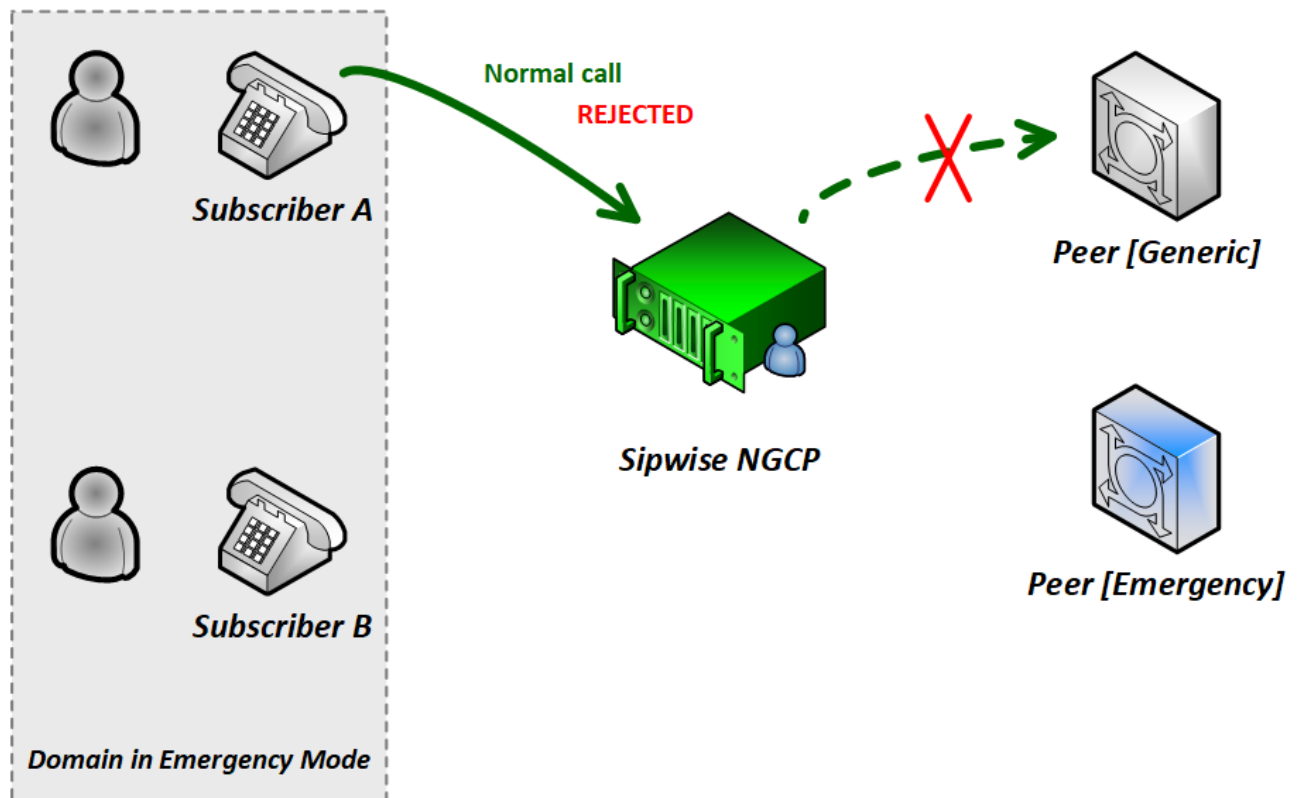 Normal call
REJECTED
Subscriber A
Peer [Generic]
Sipwise NGCP
Peer [Emergency]
Subscriber B
Domain in Emergency Mode